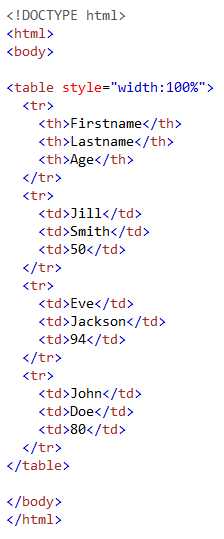 <!DOCTYPE html>
<html>
<body>

<table style="width:100%">
  <tr>
    <th>Firstname</th>
    <th>Lastname</th>
    <th>Age</th>
  </tr>
  <tr>
    <td>Jill</td>
    <td>Smith</td>
    <td>50</td>
  </tr>
  <tr>
    <td>Eve</td>
    <td>Jackson</td>
    <td>94</td>
  </tr>
  <tr>
    <td>John</td>
    <td>Doe</td>
    <td>80</td>
  </tr>
</table>

</body>
</html>